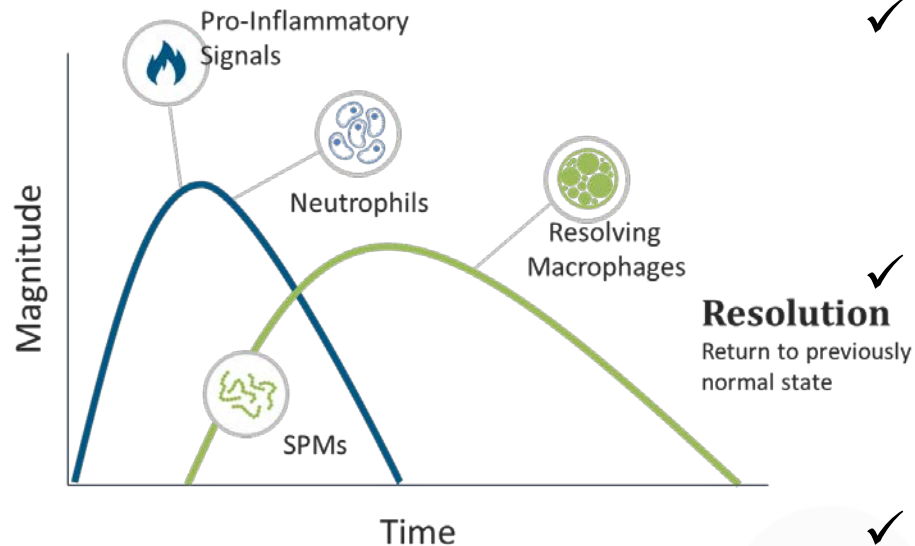 Pro-Inflammatory
Signals
Neutrophils
Resolving
Macrophages
Magnitude
Resolution
Return to previously
normal state
SPMs
Time